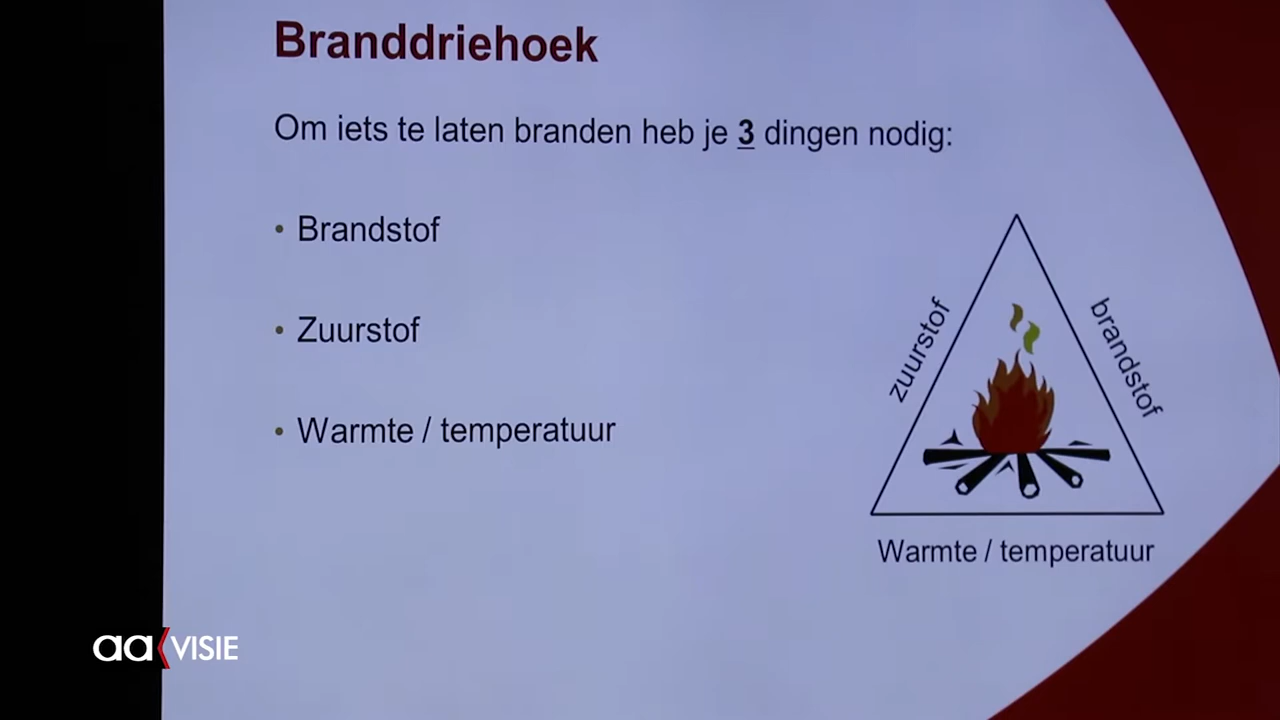 Branddriehoek
Om iets te laten branden heb je 3 dingen nodig:
• Brandstof
• Zuurstof
• Warmte / temperatuur
zuurstof
brandstof
Warmte / temperatuur
aa VISIE